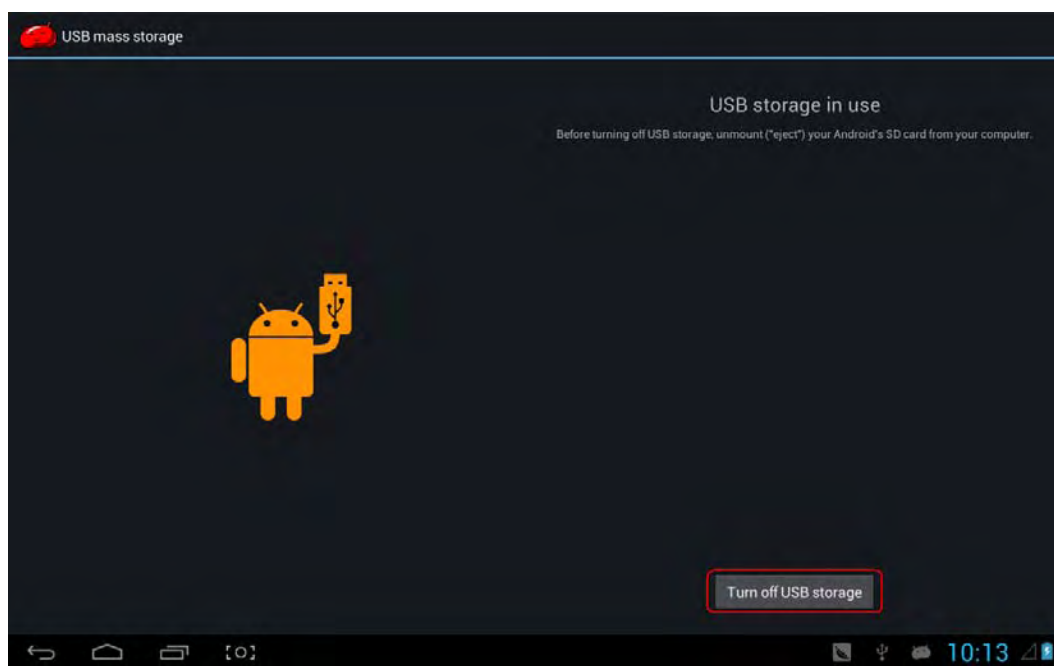 USB mass storage
USB storage in use
Before turning off USB storage, unmount ("eject") your Android's SD card from your computer.
Turn off USB storage
10:13